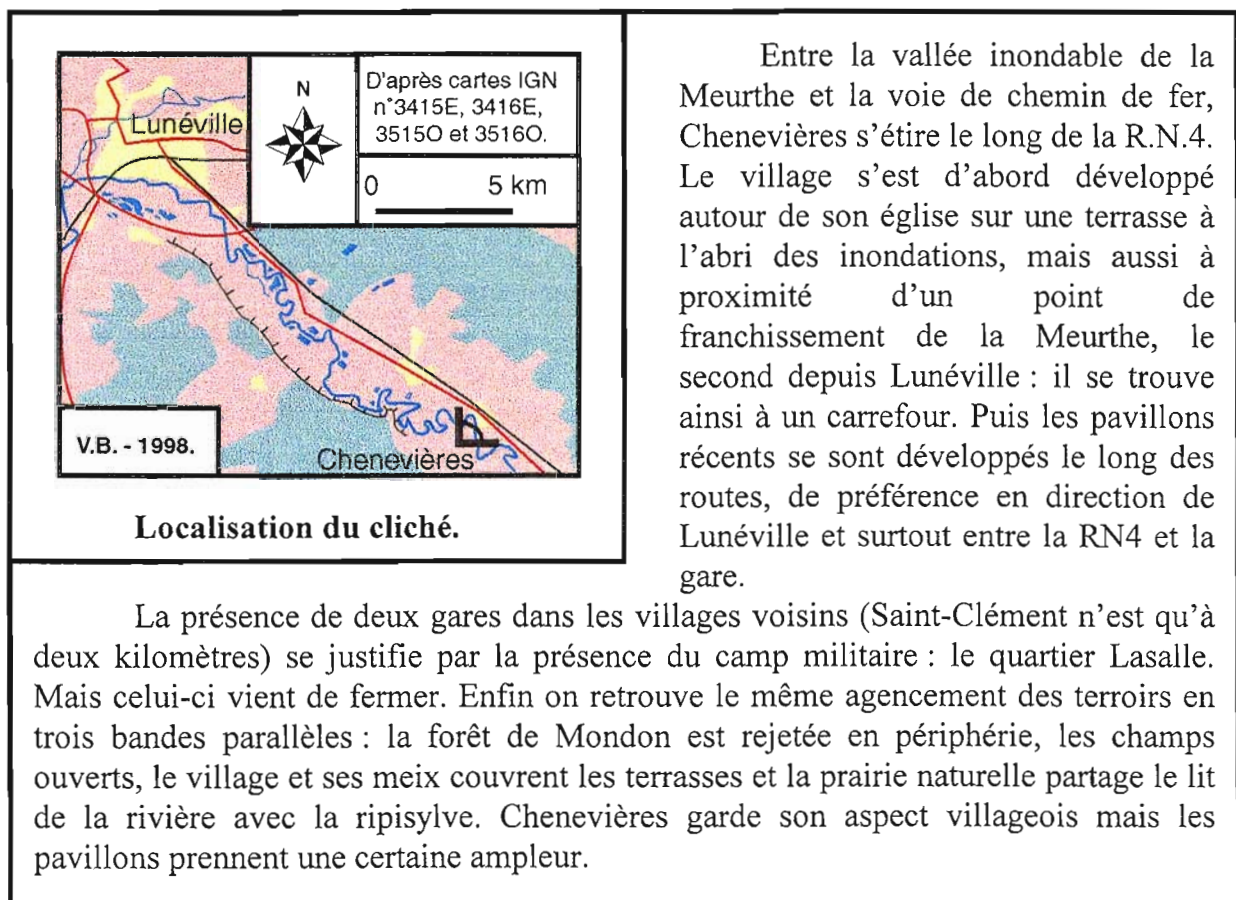 Lunéville
N
D'après cartes IGN
n°3415E, 3416E,
3515O et 3516O.
0 5 km
V.B. - 1998.
Chenevières
Localisation du cliché.
Entre la vallée inondable de la
Meurthe et la voie de chemin de fer,
Chenevières s’étire le long de la R.N.4.
Le village s’est d’abord développé
autour de son église sur une terrasse à
l’abri des inondations, mais aussi à
proximité d’un point de
franchissement de la Meurthe, le
second depuis Lunéville : il se trouve
ainsi à un carrefour. Puis les pavillons
récents se sont développés le long des
routes, de préférence en direction de
Lunéville et surtout entre la RN4 et la
gare.
La présence de deux gares dans les villages voisins (Saint-Clément n’est qu’à
deux kilomètres) se justifie par la présence du camp militaire : le quartier Lasalle.
Mais celui-ci vient de fermer. Enfin on retrouve le même agencement des terroirs en
trois bandes parallèles : la forêt de Mondon est rejetée en périphérie, les champs
ouverts, le village et ses meix couvrent les terrasses et la prairie naturelle partage le lit
de la rivière avec la ripisylve. Chenevières garde son aspect villageois mais les
pavillons prennent une certaine ampleur.